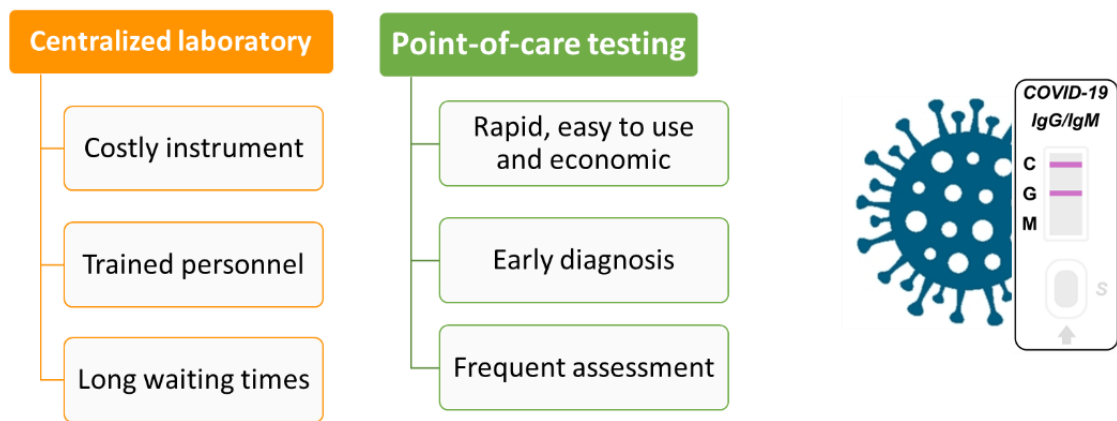 Centralized laboratory
Costly instrument
Trained personnel
Long waiting times
Point-of-care testing
Rapid, easy to use
and economic
Early diagnosis
Frequent assessment
COVID-19
IgG/IgM
C
G
M
S